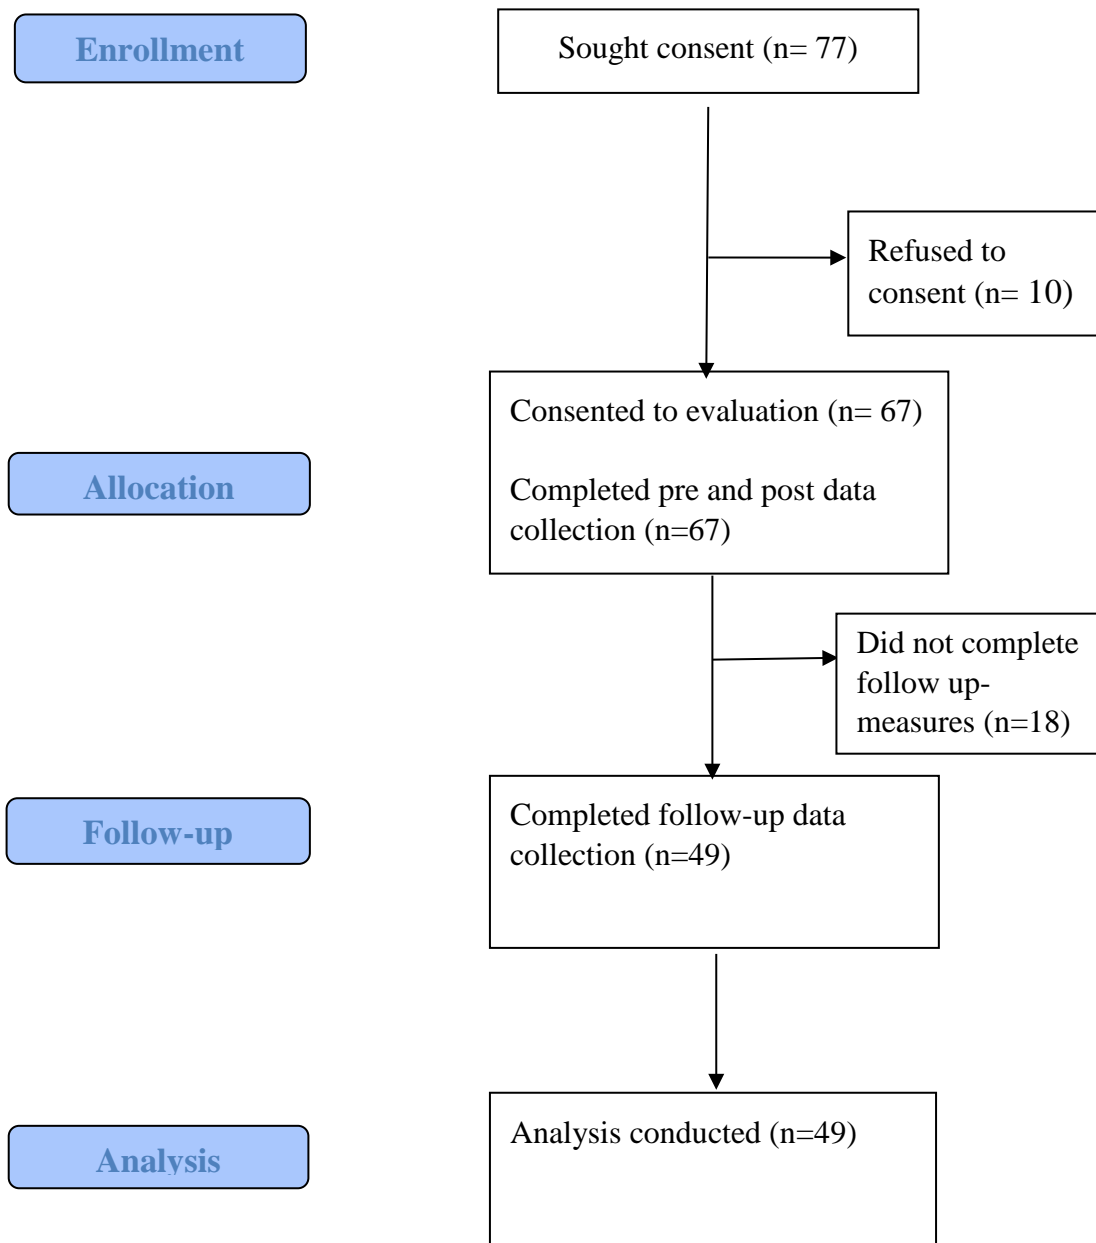 Enrollment
Sought consent (n= 77)
Refused to
consent (n= 10)
Consented to evaluation (n= 67)
Completed pre and post data
collection (n=67)
Allocation
Did not complete
follow up-
measures (n=18)
Completed follow-up data
collection (n=49)
Follow-up
Analysis conducted (n=49)
Analysis